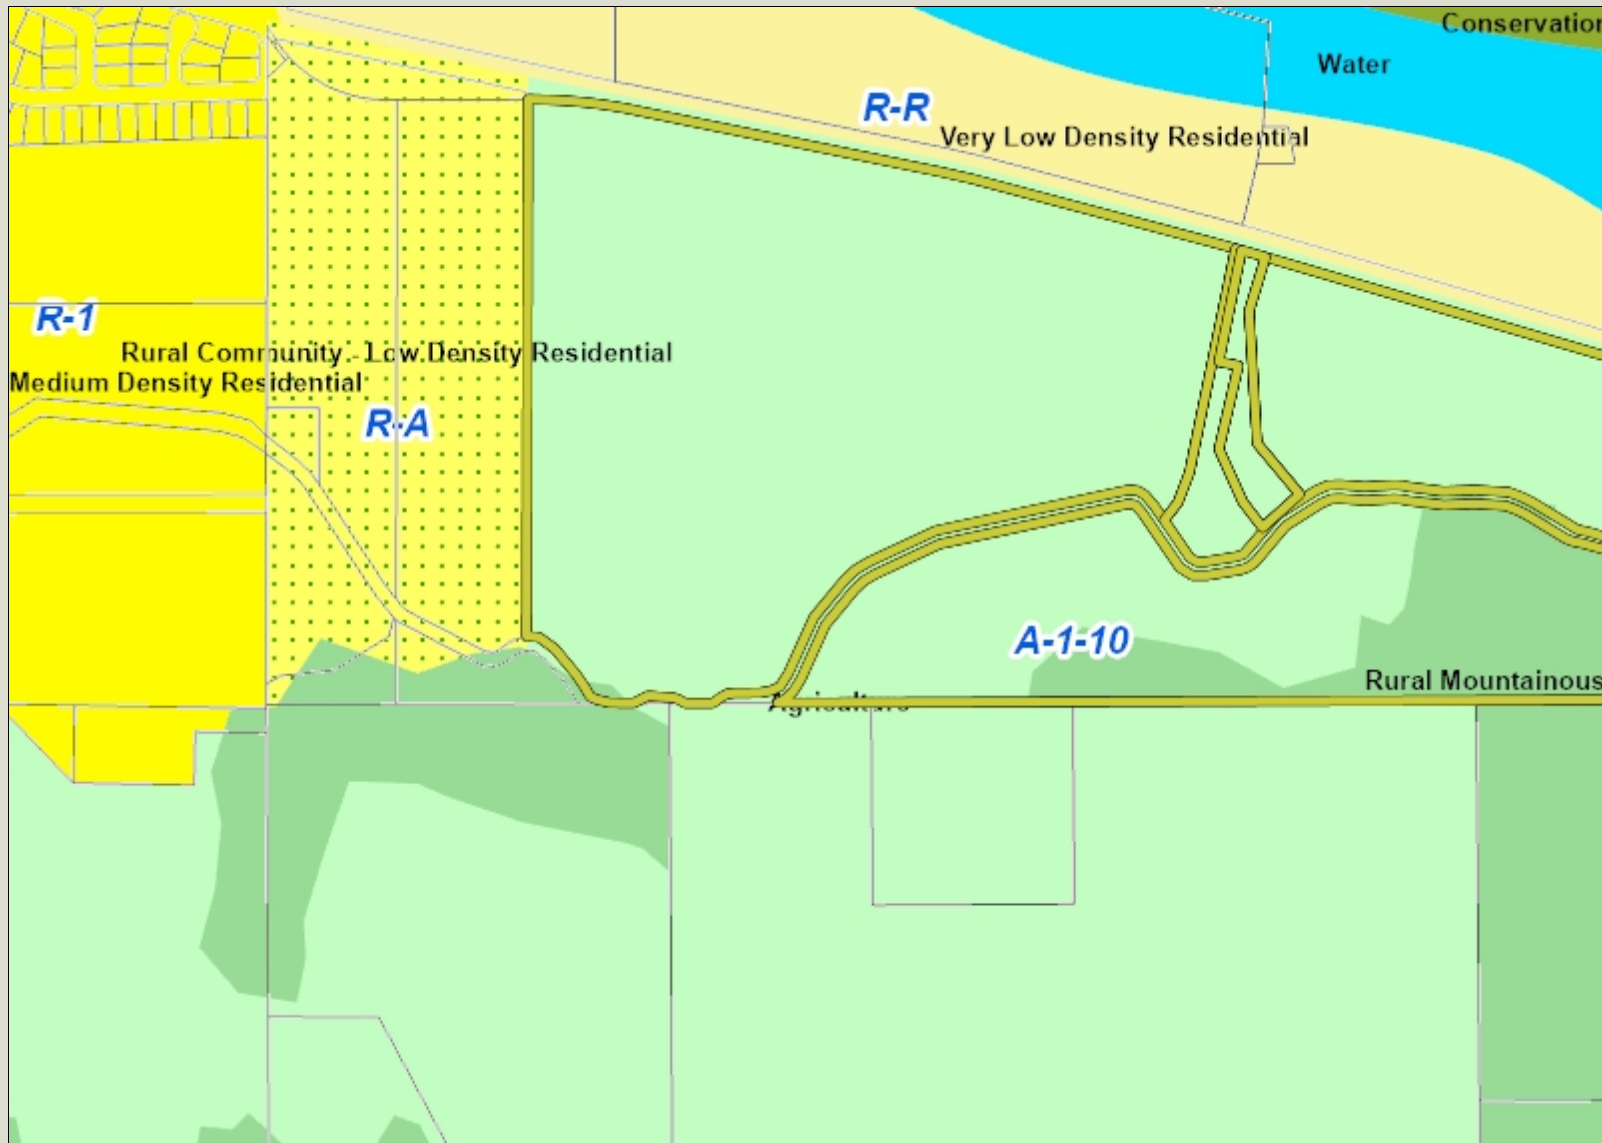 Conservation
Water
R-R
Very Low Density Residential
R-1
Rural Community - Low Density Residential
Medium Density Residential
R-A
A-1-10
Rural Mountainous
Agriculture